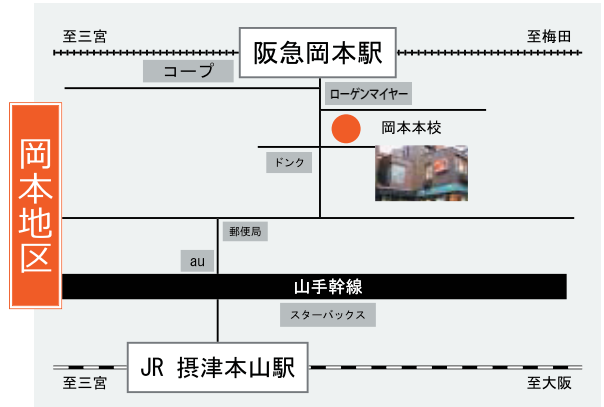 至三宮
至梅田
阪急岡本駅
コープ
ローゲンマイヤー
岡本本校
ドンク
岡本地区
郵便局
au
山手幹線
スターバックス
JR 摂津本山駅
至三宮
至大阪